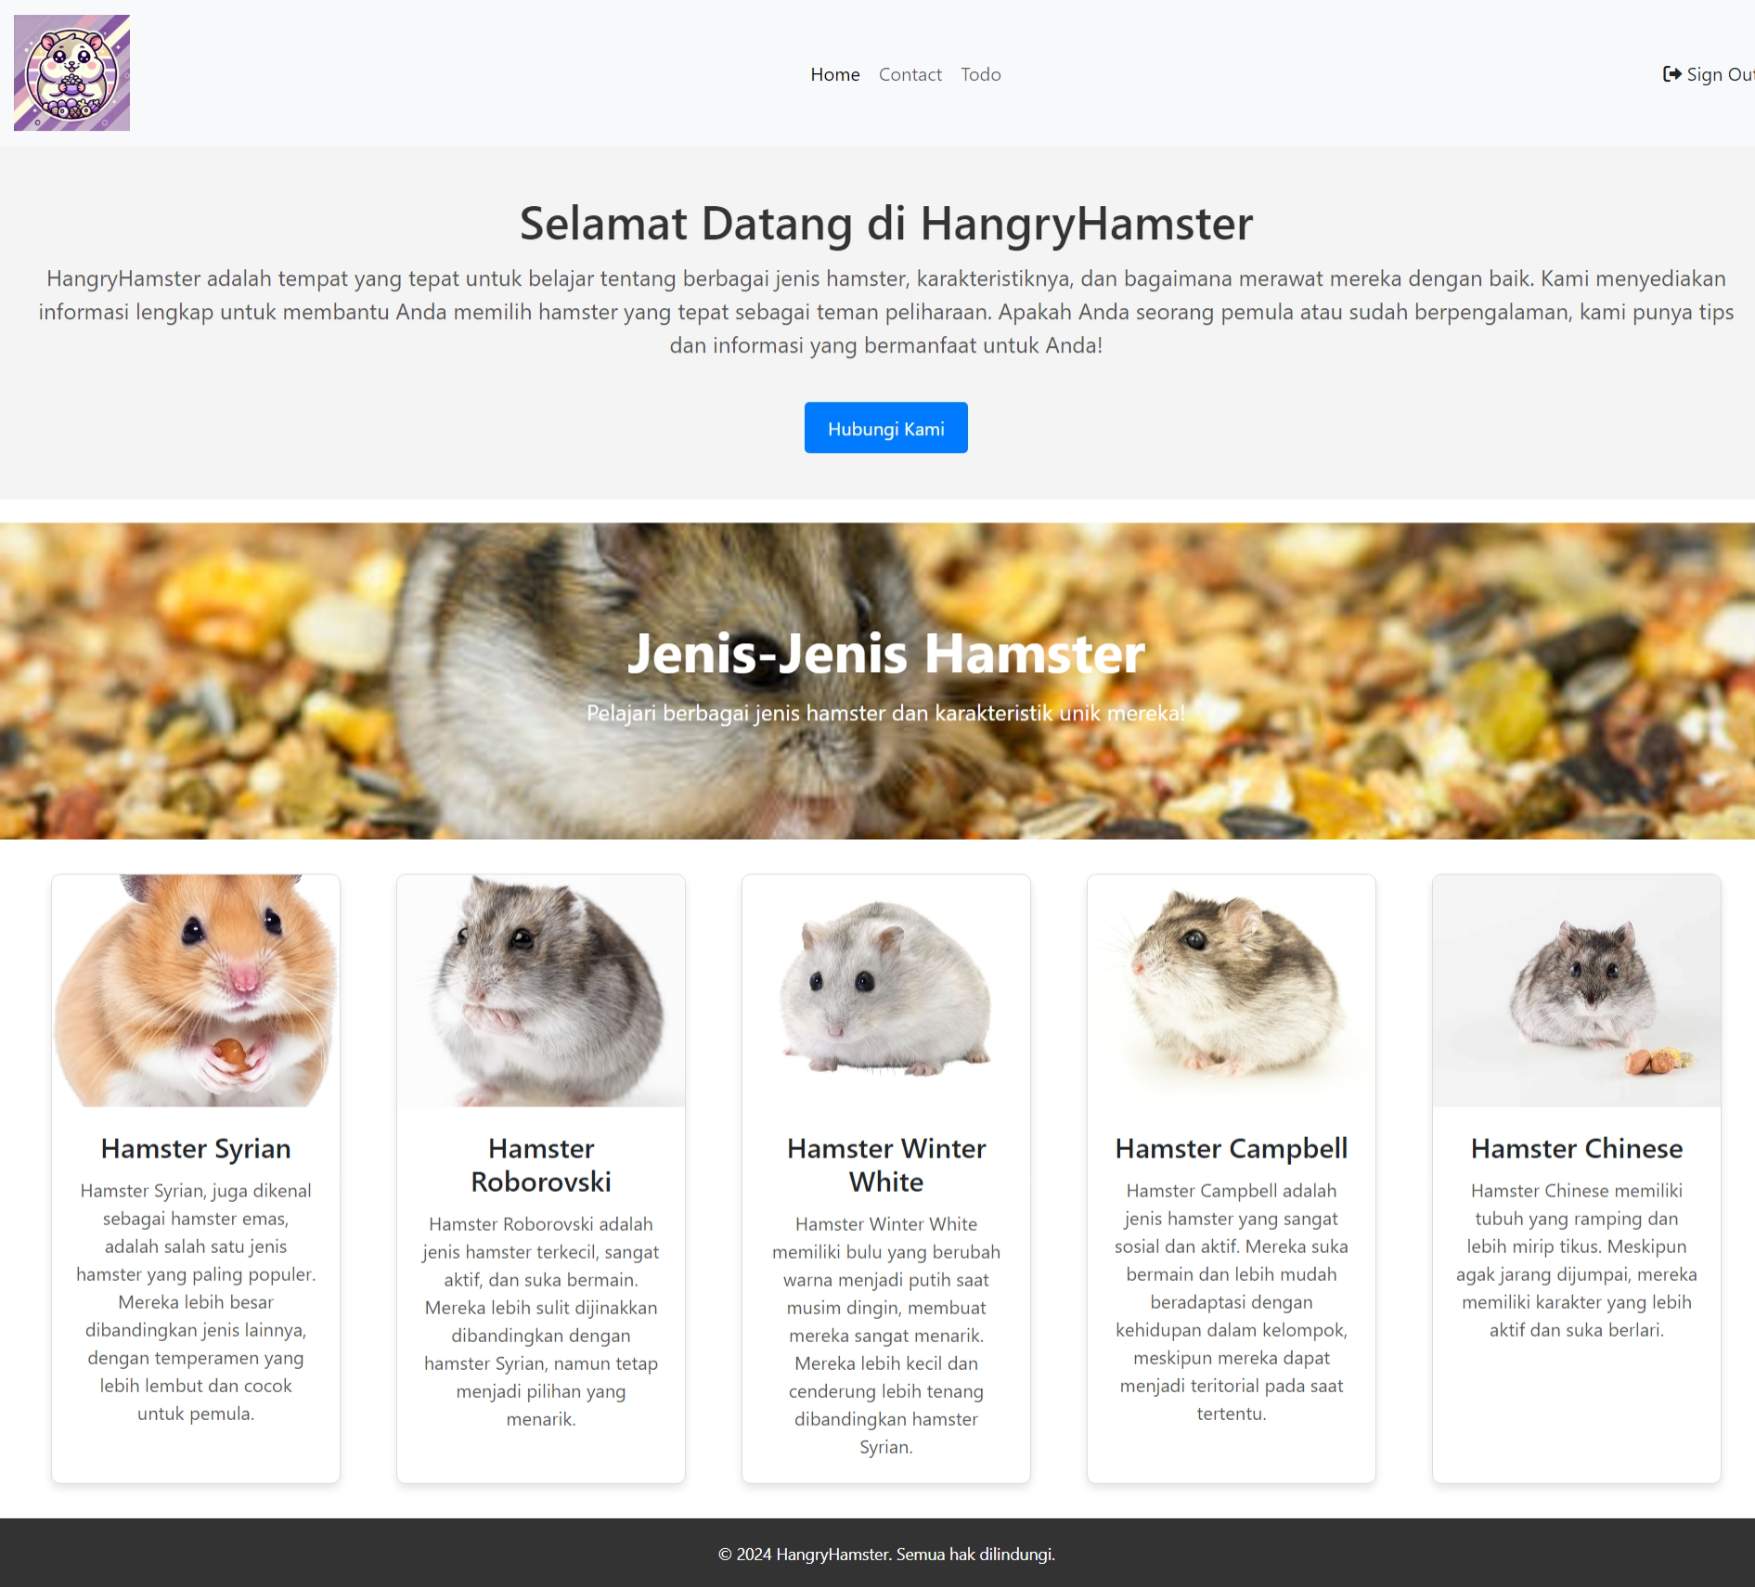 Home Contact Todo
Sign Out
Selamat Datang di HangryHamster
HangryHamster adalah tempat yang tepat untuk belajar tentang berbagai jenis hamster, karakteristiknya, dan bagaimana merawat mereka dengan baik. Kami menyediakan
informasi lengkap untuk membantu Anda memilih hamster yang tepat sebagai teman peliharaan. Apakah Anda seorang pemula atau sudah berpengalaman, kami punya tips
dan informasi yang bermanfaat untuk Anda!
Hubungi Kami
Jenis-Jenis Hamster
Pelajari berbagai jenis hamster dan karakteristik unik mereka!
Hamster Syrian
Hamster Syrian, juga dikenal
sebagai hamster emas,
adalah salah satu jenis
hamster yang paling populer.
Mereka lebih besar
dibandingkan jenis lainnya,
dengan temperamen yang
lebih lembut dan cocok
untuk pemula.
Hamster
Roborovski
Hamster Roborovski adalah
jenis hamster terkecil, sangat
aktif, dan suka bermain.
Mereka lebih sulit dijinakkan
dibandingkan dengan
hamster Syrian, namun tetap
menjadi pilihan yang
menarik.
Hamster Winter
White
Hamster Winter White
memiliki bulu yang berubah
warna menjadi putih saat
musim dingin, membuat
mereka sangat menarik.
Mereka lebih kecil dan
cenderung lebih tenang
dibandingkan hamster
Syrian.
Hamster Campbell
Hamster Campbell adalah
jenis hamster yang sangat
sosial dan aktif. Mereka suka
bermain dan lebih mudah
beradaptasi dengan
kehidupan dalam kelompok,
meskipun mereka dapat
menjadi teritorial pada saat
tertentu.
Hamster Chinese
Hamster Chinese memiliki
tubuh yang ramping dan
lebih mirip tikus. Meskipun
agak jarang dijumpai, mereka
memiliki karakter yang lebih
aktif dan suka berlari.
© 2024 HangryHamster. Semua hak dilindungi.